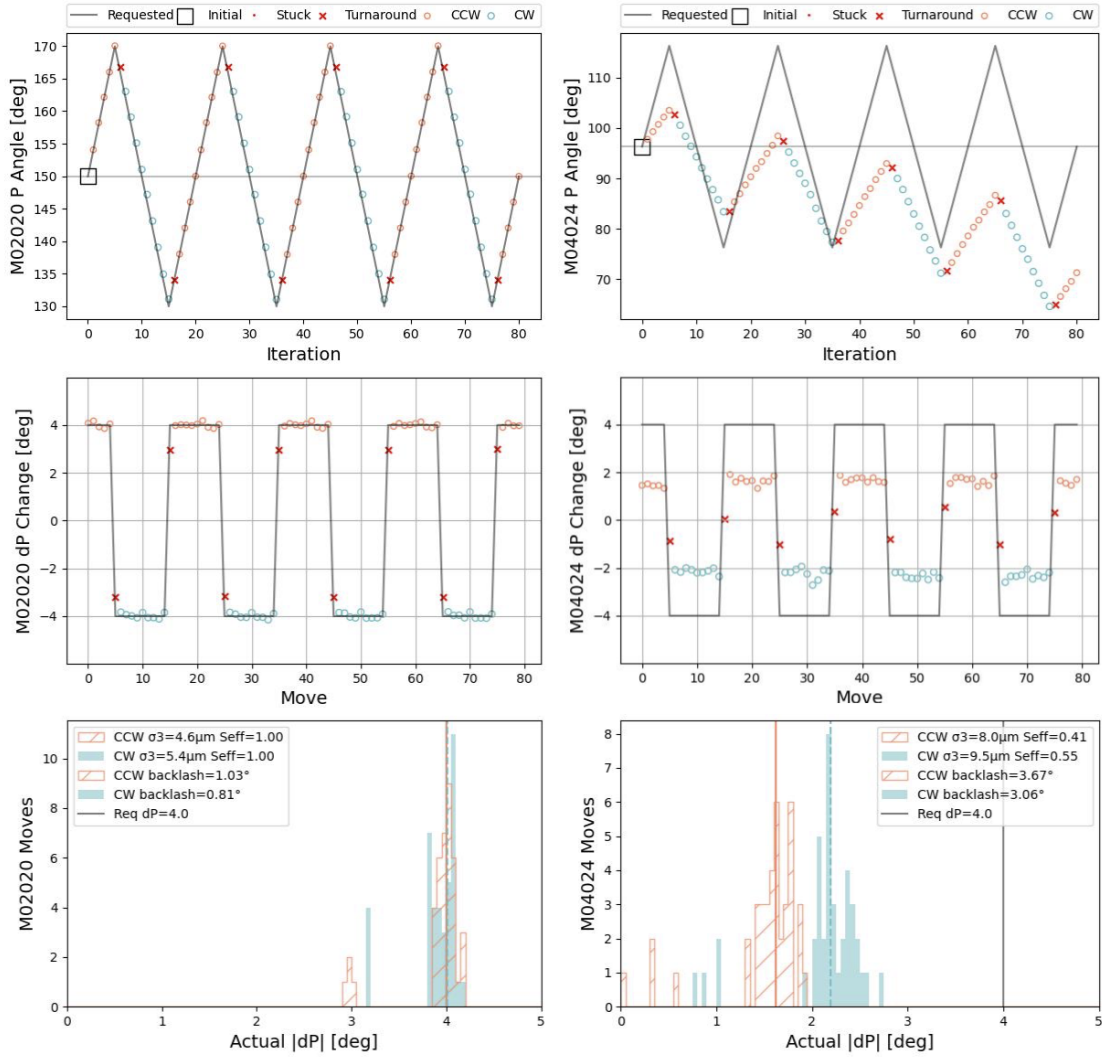 Requested Initial Stuck Turnaround CCW CW
M02020 P Angle [deg]
170
165
160
155
150
145
140
135
130
0 10 20 30 40 50 60 70 80
Iteration
Requested Initial Stuck Turnaround CCW CW
M04024 P Angle [deg]
110
100
90
80
70
0 10 20 30 40 50 60 70 80
Iteration
M02020 dP Change [deg]
4
2
0
−2
−4
0 10 20 30 40 50 60 70 80
Move
M04024 dP Change [deg]
4
2
0
−2
−4
0 10 20 30 40 50 60 70 80
Move
M02020 Moves
10
8
6
4
2
0
CCW σ3=4.6μm Seff=1.00
CW σ3=5.4μm Seff=1.00
CCW backlash=1.03°
CW backlash=0.81°
Req dP=4.0
0 1 2 3 4 5
Actual |dP| [deg]
M04024 Moves
8
7
6
5
4
3
2
1
0
CCW σ3=8.0μm Seff=0.41
CW σ3=9.5μm Seff=0.55
CCW backlash=3.67°
CW backlash=3.06°
Req dP=4.0
0 1 2 3 4 5
Actual |dP| [deg]